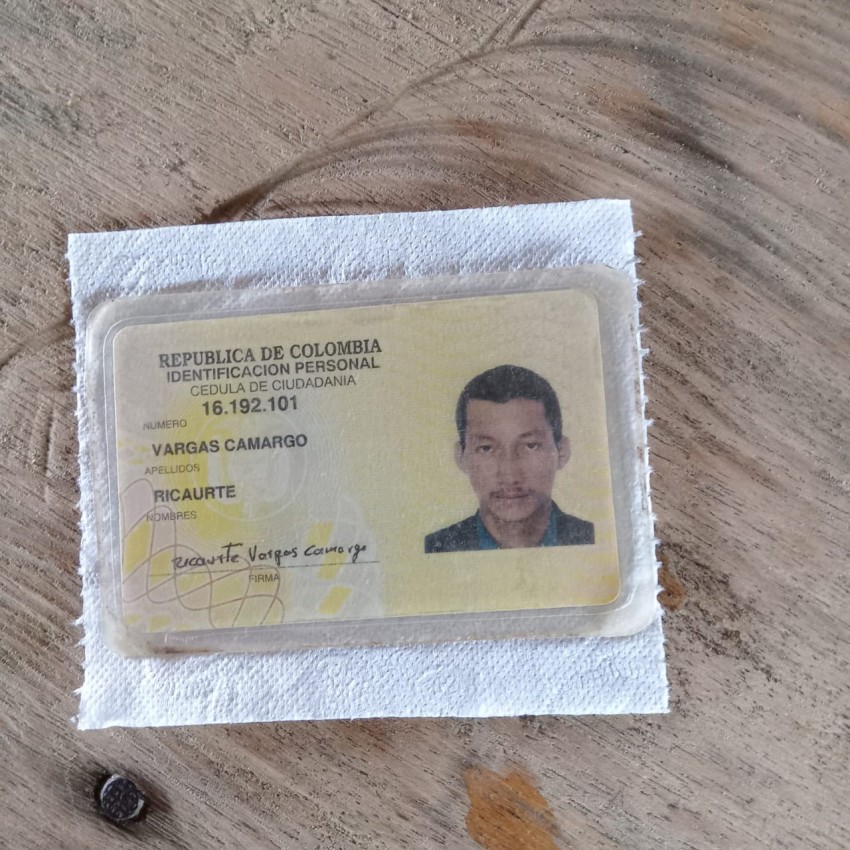 REPUBLICA DE COLOMBIA
IDENTIFICACION PERSONAL
CEDULA DE CIUDADANIA
16.192.101
NUMERO
VARGAS CAMARGO
APELLIDOS
RICAURTE
NOMBRES
Ricaurte Vargas Camargo
FIRMA